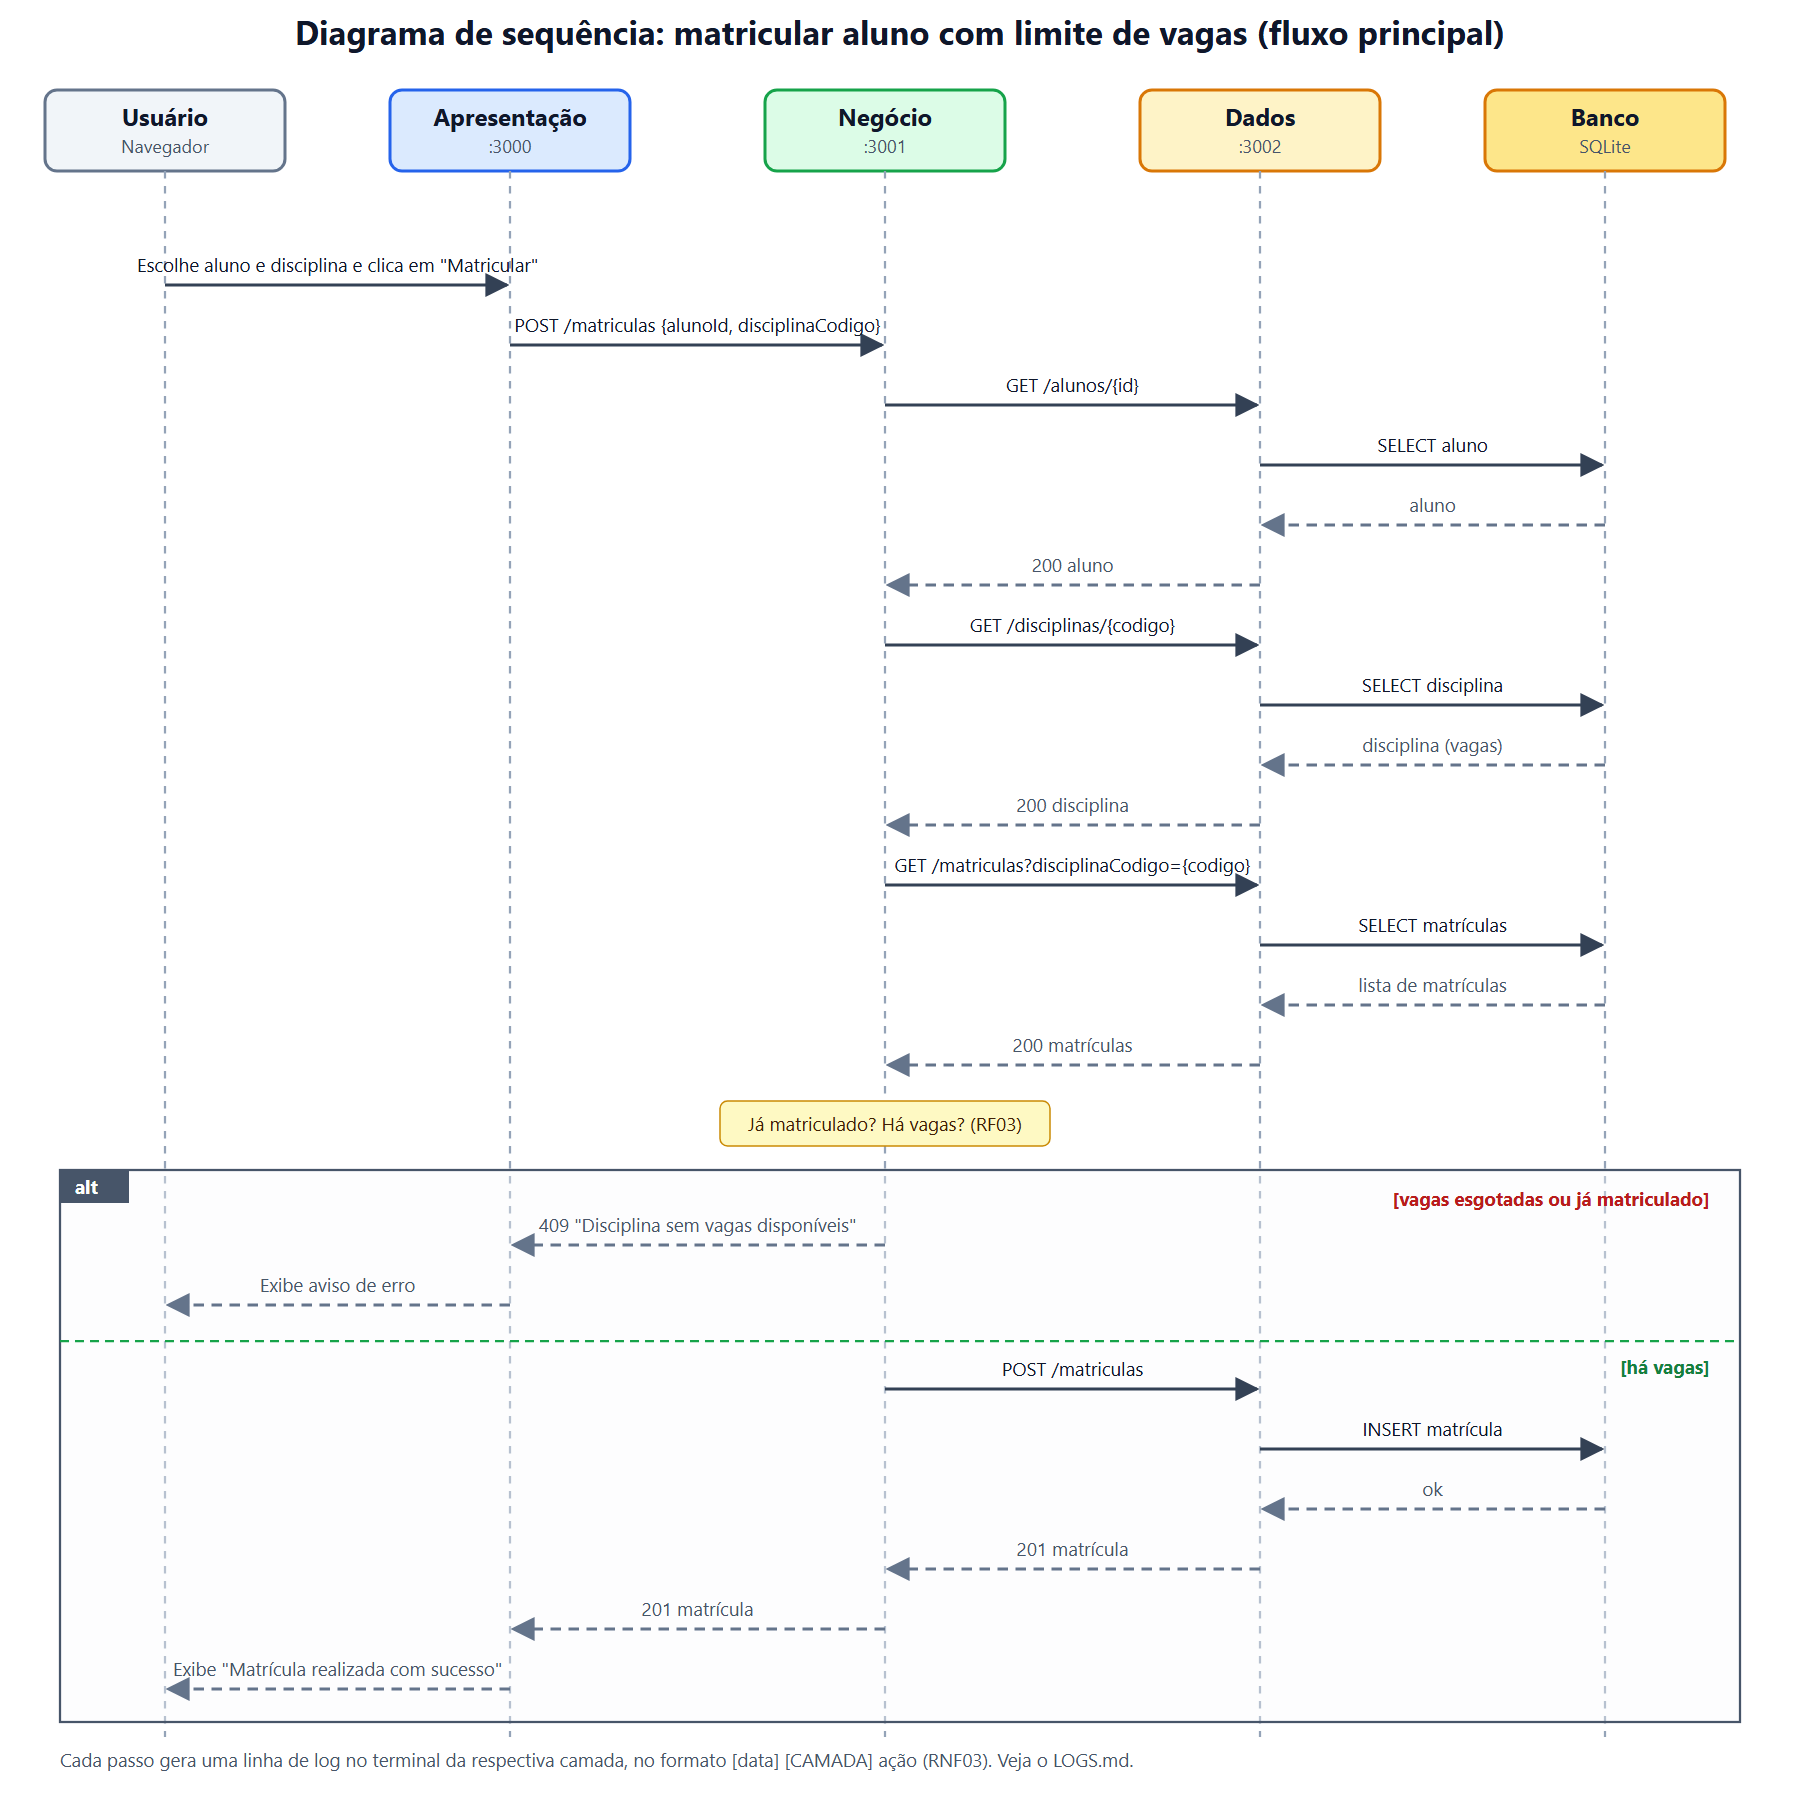 Diagrama de sequência: matricular aluno com limite de vagas (fluxo principal)
Usuário
Navegador
Apresentação
:3000
Negócio
:3001
Dados
:3002
Banco
SQLite
Escolhe aluno e disciplina e clica em "Matricular"
POST /matriculas {alunoId, disciplinaCodigo}
GET /alunos/{id}
SELECT aluno
aluno
200 aluno
GET /disciplinas/{codigo}
SELECT disciplina
disciplina (vagas)
200 disciplina
GET /matriculas?disciplinaCodigo={codigo}
SELECT matrículas
lista de matrículas
200 matrículas
Já matriculado? Há vagas? (RF03)
alt
[vagas esgotadas ou já matriculado]
409 "Disciplina sem vagas disponíveis"
Exibe aviso de erro
[há vagas]
POST /matriculas
INSERT matrícula
ok
201 matrícula
201 matrícula
Exibe "Matrícula realizada com sucesso"
Cada passo gera uma linha de log no terminal da respectiva camada, no formato [data] [CAMADA] ação (RNF03). Veja o LOGS.md.